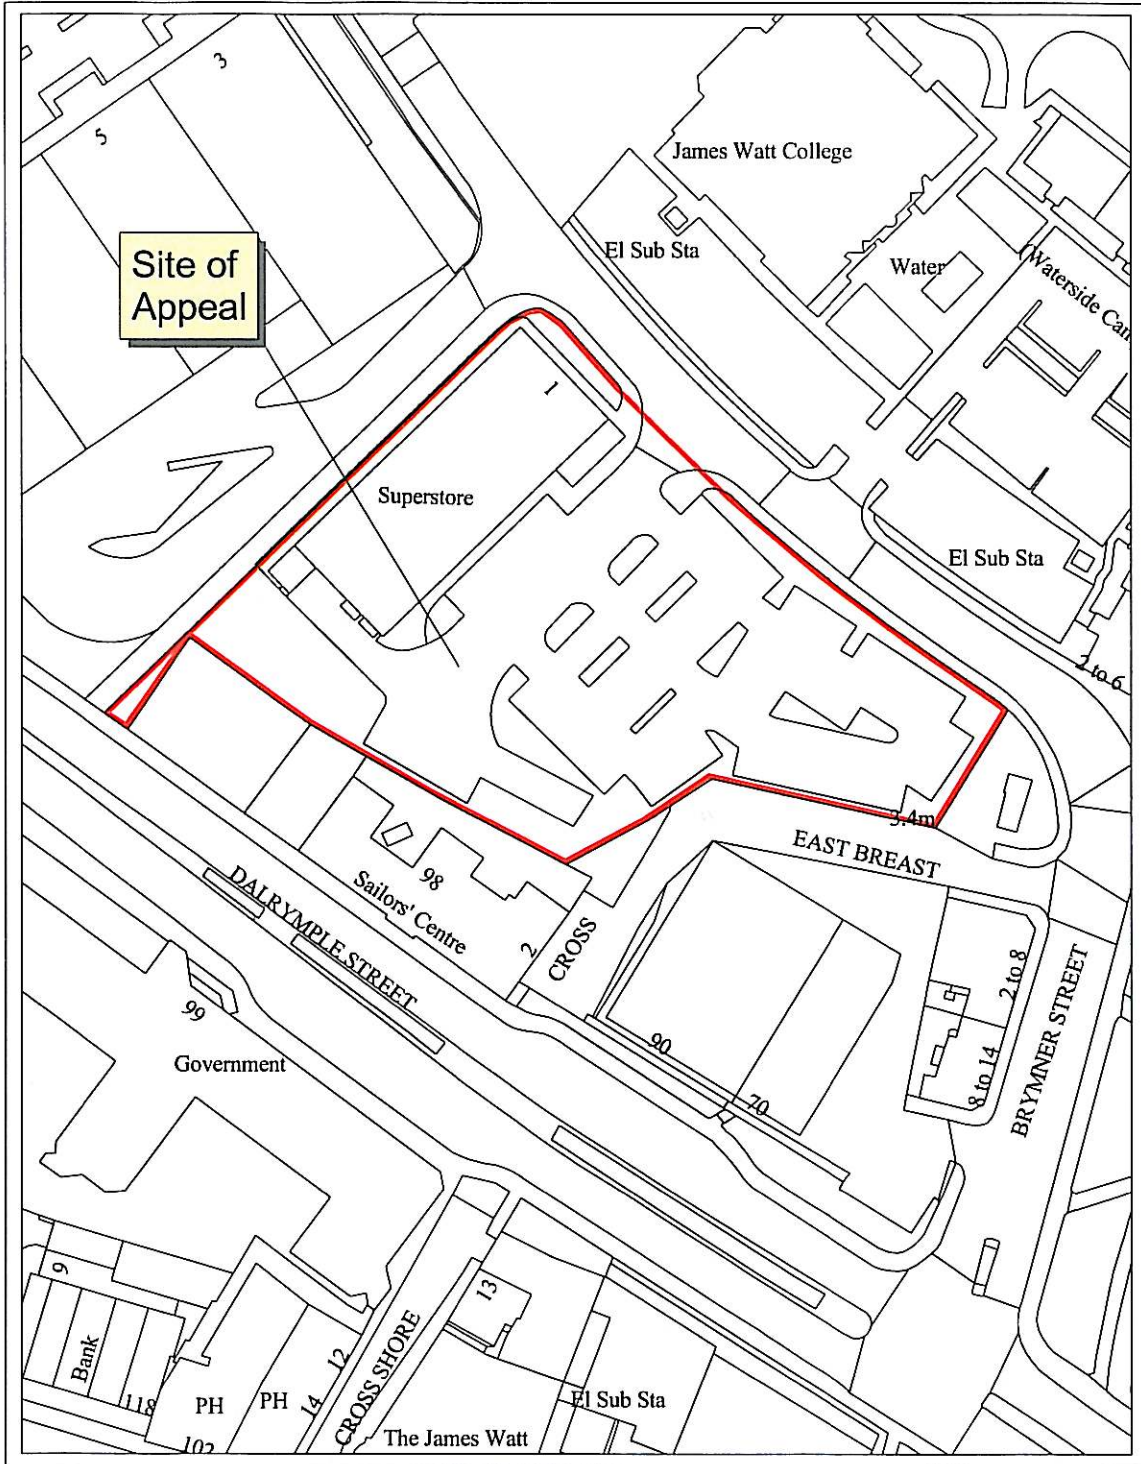 3
5
James Watt College
Site of
Appeal
El Sub Sta
Water
(Waterside Cam
1
Superstore
El Sub Sta
2 to 6
3.4m
EAST BREAST
98
Sailors' Centre
DALRYMPLE STREET
2
CROSS
2 to 8
BRYMNER STREET
99
Government
90
8 to 14
70
9
13
Bank
12
CROSS SHORE
118
PH
PH
14
El Sub Sta
102
The James Watt